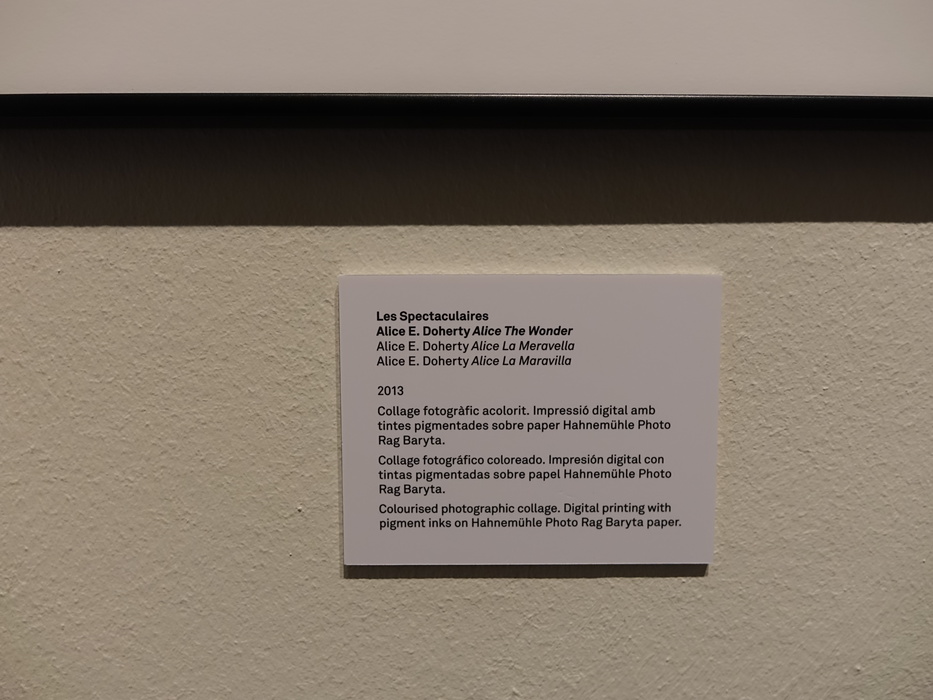 Les Spectaculaires
Alice E. Doherty Alice The Wonder
Alice E. Doherty Alice La Meravella
Alice E. Doherty Alice La Maravilla
2013
Collage fotogràfic acolorit. Impressió digital amb
tintes pigmentades sobre paper Hahnemühle Photo
Rag Baryta.
Collage fotográfico coloreado. Impresión digital con
tintas pigmentadas sobre papel Hahnemühle Photo
Rag Baryta.
Colourised photographic collage. Digital printing with
pigment inks on Hahnemühle Photo Rag Baryta paper.